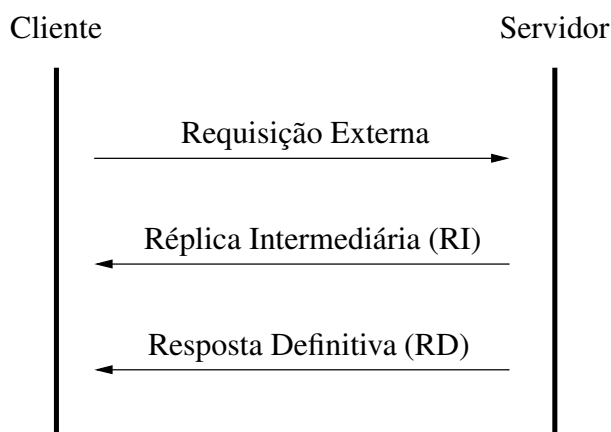 Cliente
Servidor
Requisição Externa
Réplica Intermediária (RI)
Resposta Definitiva (RD)